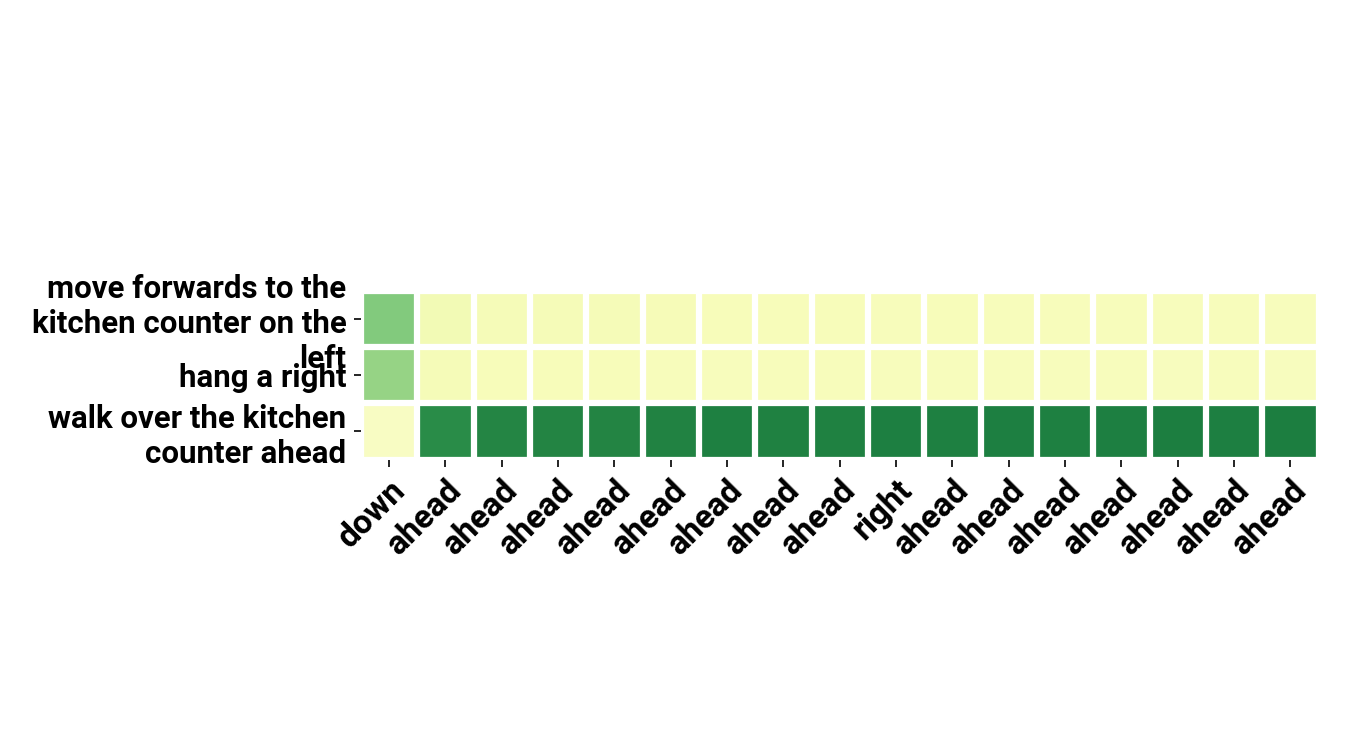 move forwards to the
kitchen counter on the
left
hang a right
walk over the kitchen
counter ahead
down
ahead
ahead
ahead
ahead
ahead
ahead
ahead
ahead
right
ahead
ahead
ahead
ahead
ahead
ahead
ahead